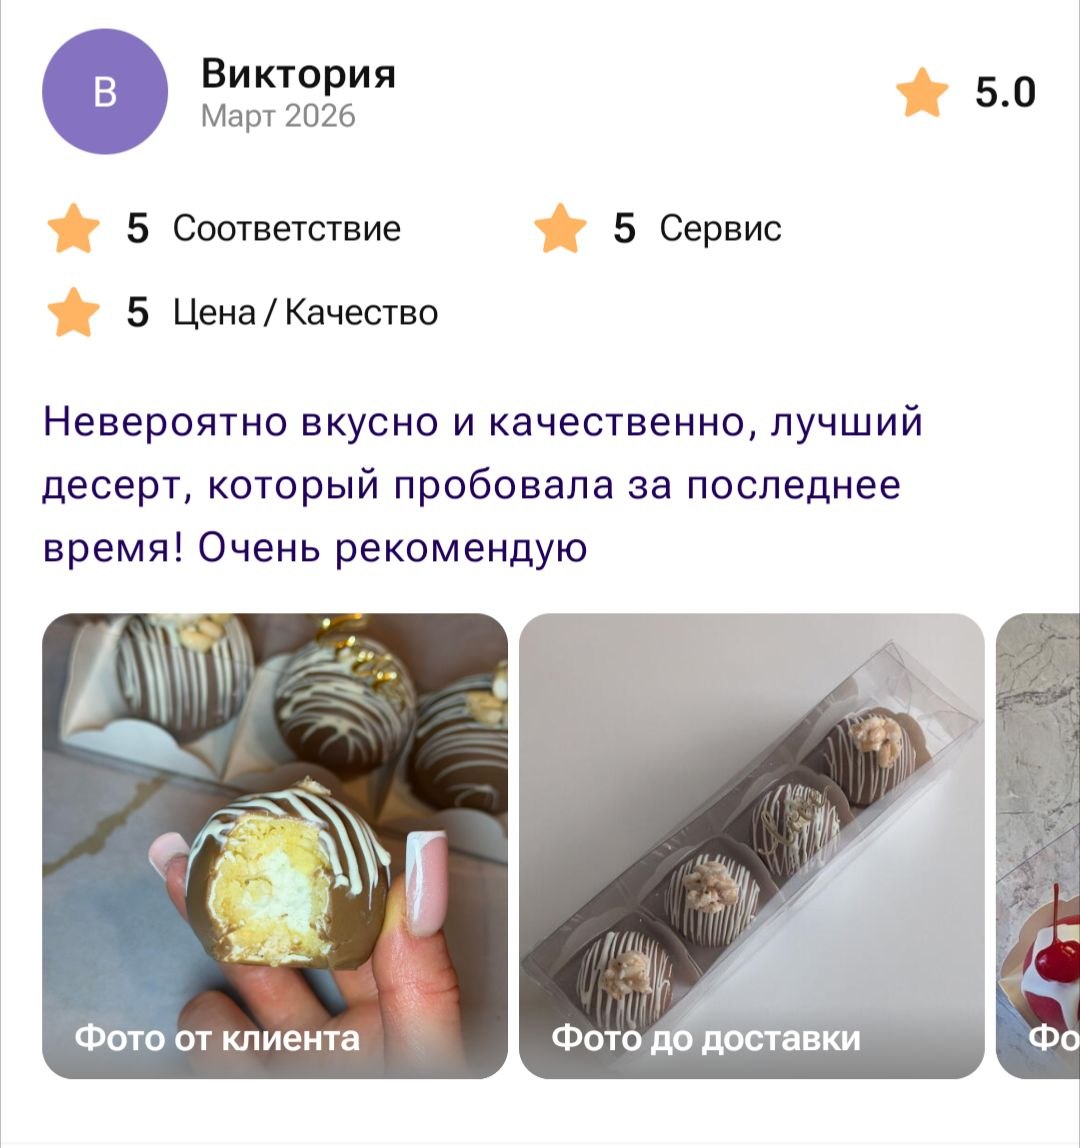 В
Виктория
Март 2026
5.0
5 Соответствие
5 Сервис
5 Цена / Качество
Невероятно вкусно и качественно, лучший
десерт, который пробовала за последнее
время! Очень рекомендую
Фото от клиента
Фото до доставки